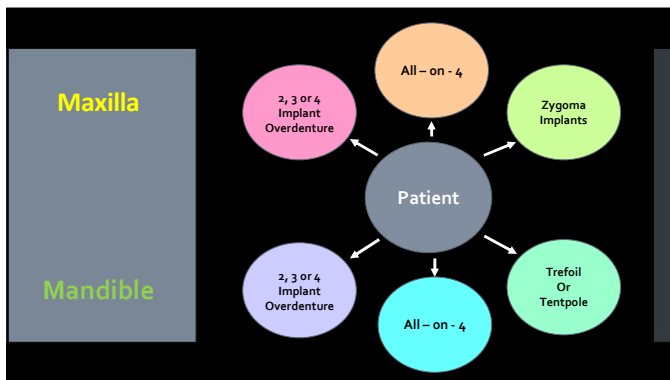 Maxilla
All – on - 4
2, 3 or 4
Implant
Overdenture
Zygoma
Implants
Patient
Mandible
2, 3 or 4
Implant
Overdenture
All – on - 4
Trefoil
Or
Tentpole